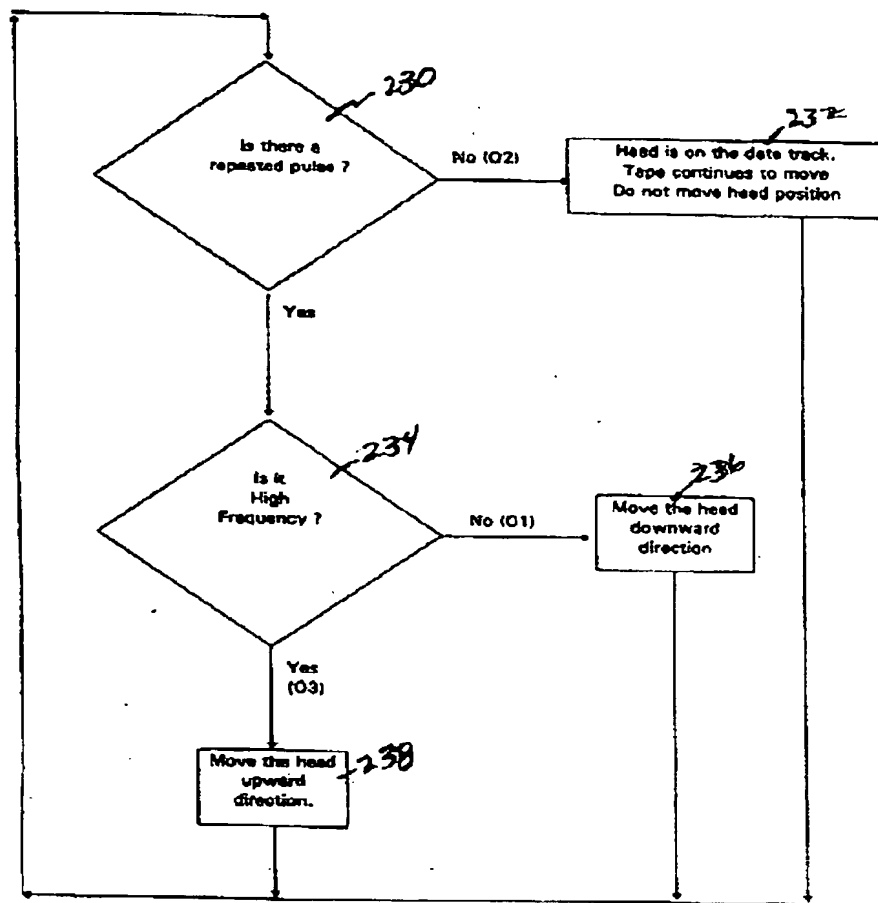 230
Is there a
repeated pulse ?
No (O2)
232
Head is on the data track.
Tape continues to move
Do not move head position
Yes
234
Is it
High
Frequency ?
No (O1)
236
Move the head
downward
direction
Yes
(O3)
Move the head
upward
direction.
238